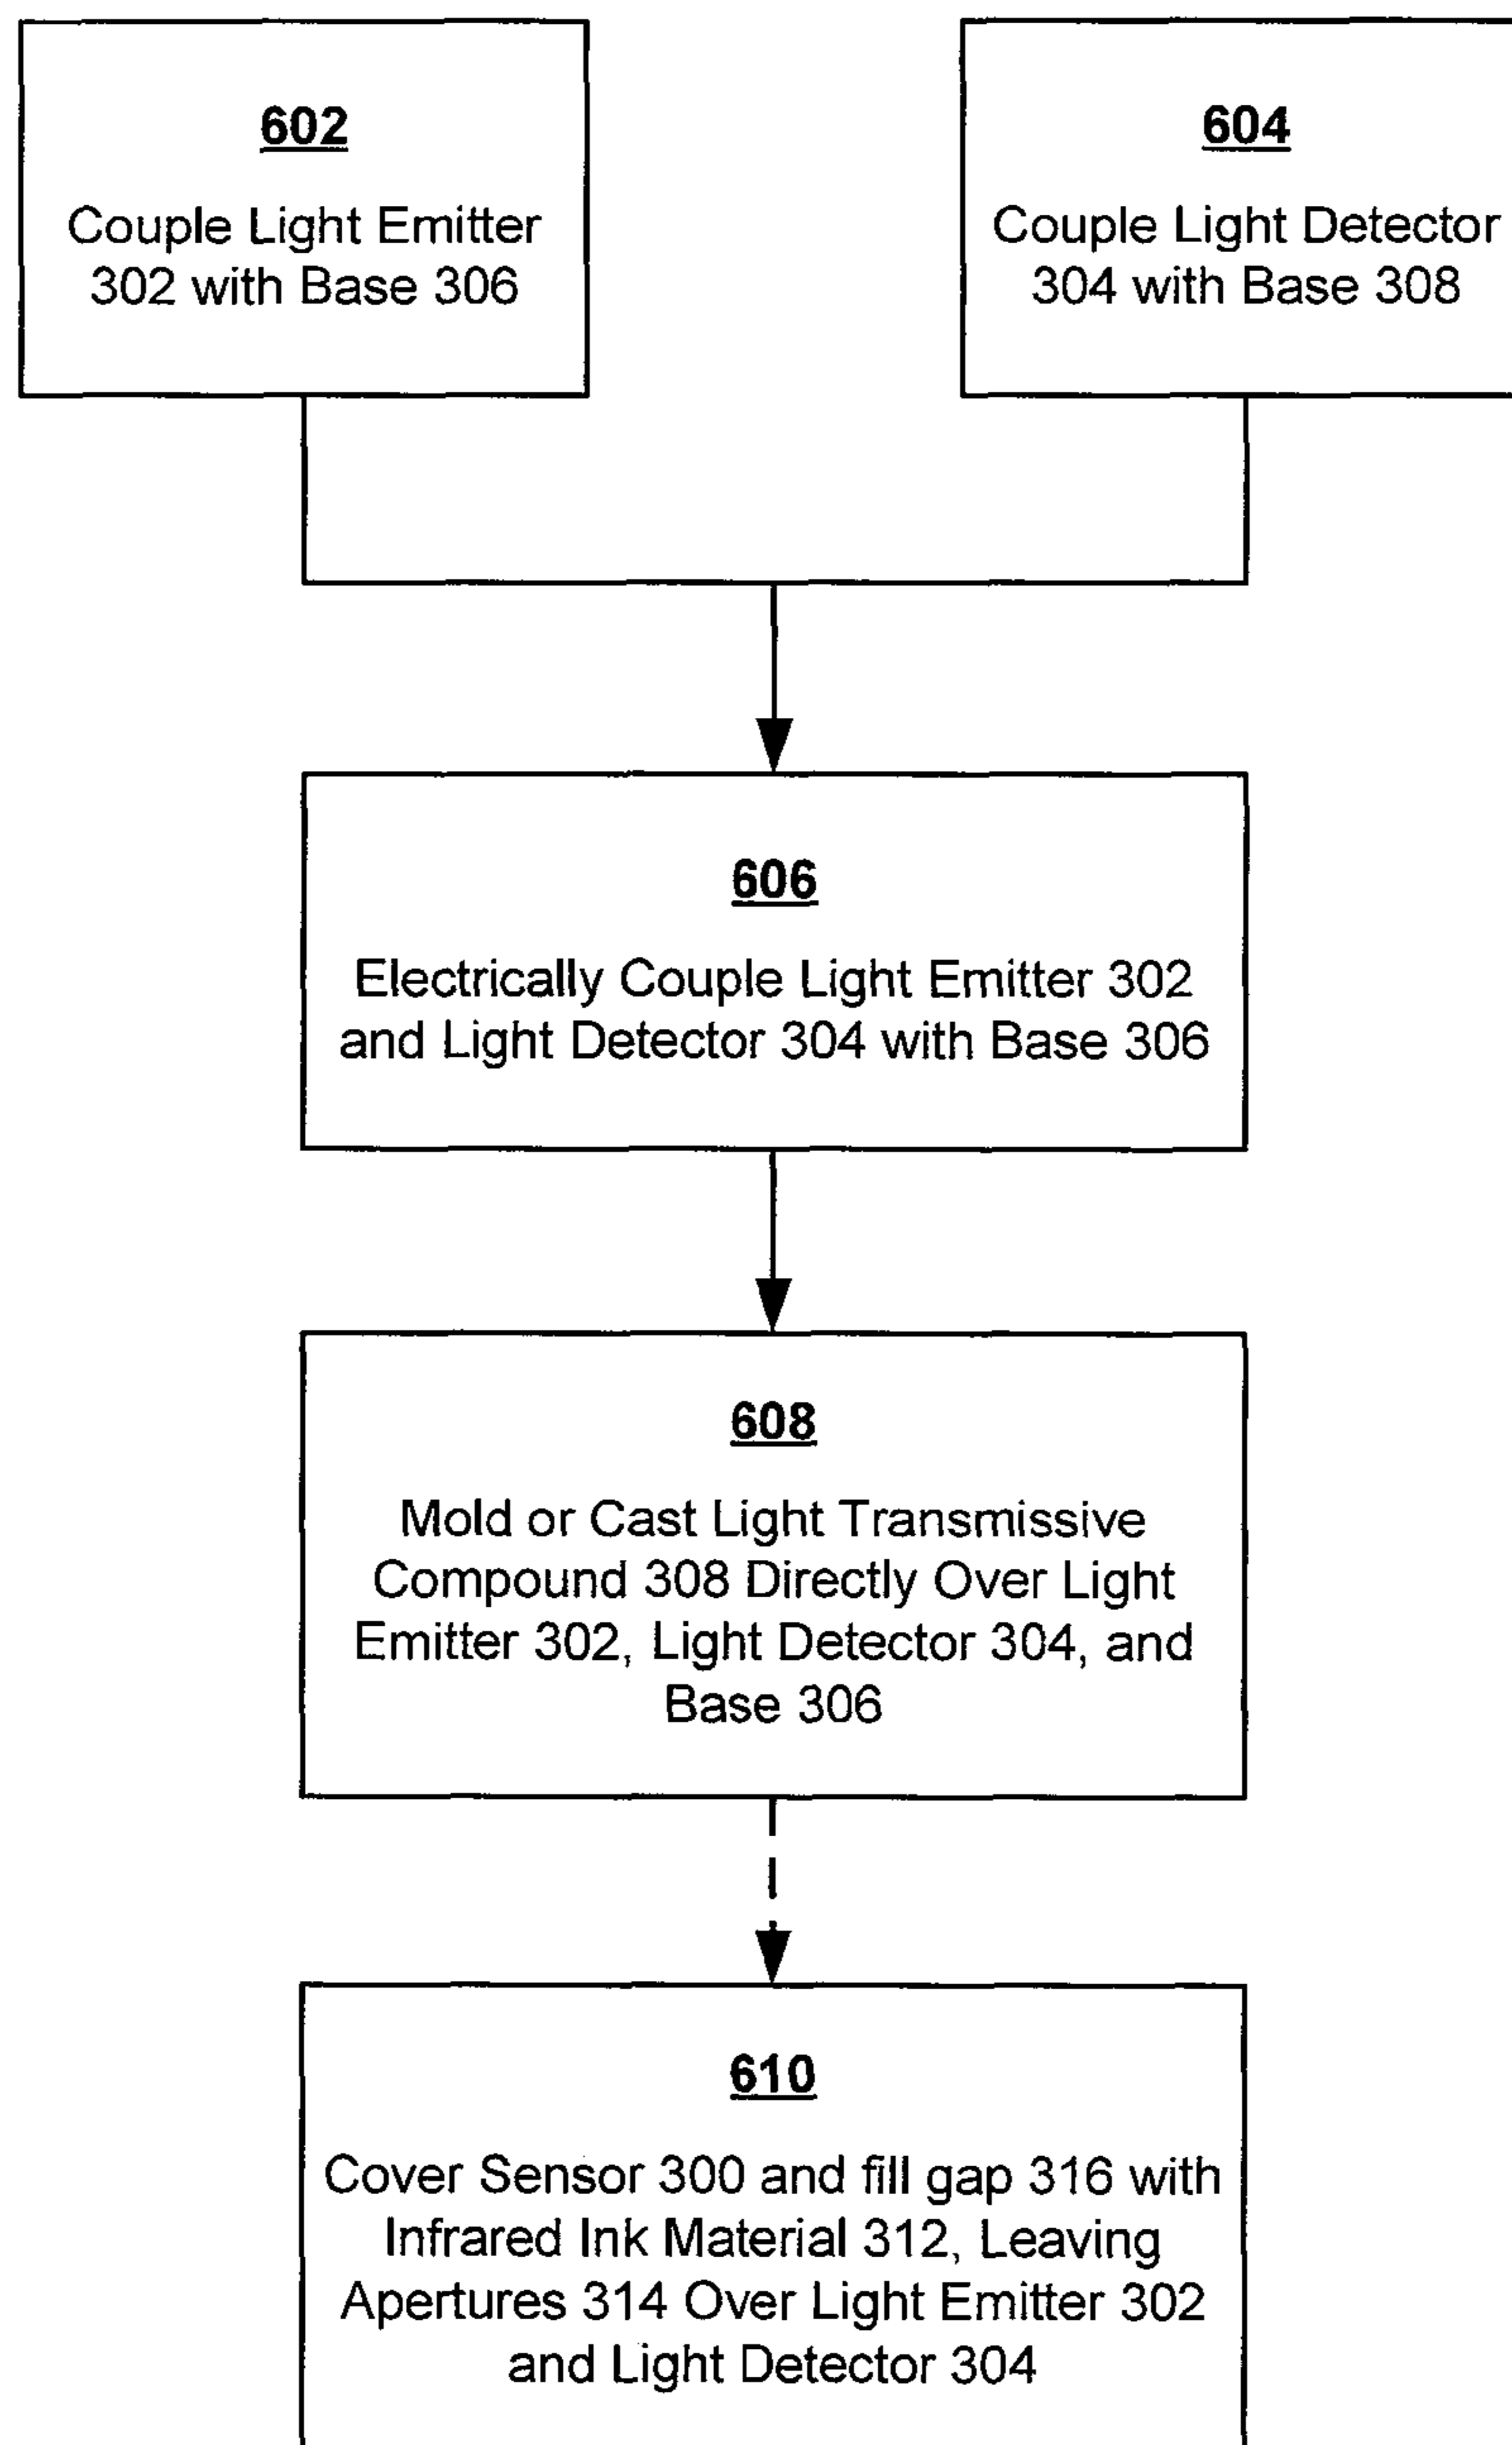 602
Couple Light Emitter
302 with Base 306
604
Couple Light Detector
304 with Base 308
606
Electrically Couple Light Emitter 302
and Light Detector 304 with Base 306
608
Mold or Cast Light Transmissive
Compound 308 Directly Over Light
Emitter 302, Light Detector 304, and
Base 306
610
Cover Sensor 300 and fill gap 316 with
Infrared Ink Material 312, Leaving
Apertures 314 Over Light Emitter 302
and Light Detector 304